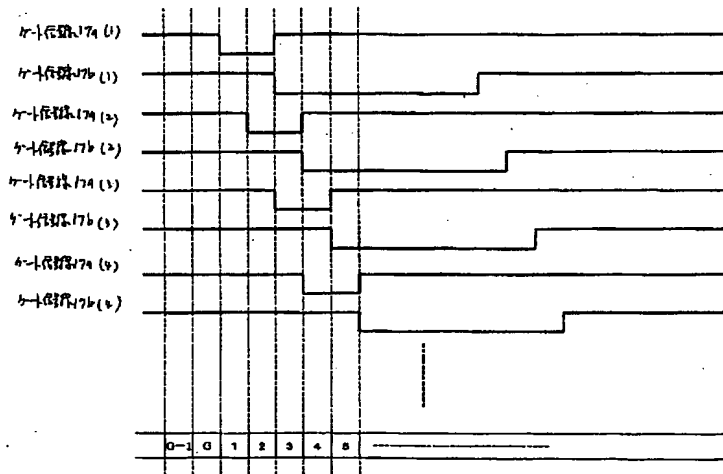 ゲート信号線17a(1)
ゲート信号線17b(1)
ゲート信号線17a(2)
ゲート信号線17b(2)
ゲート信号線17a(3)
ゲート信号線17b(3)
ゲート信号線17a(4)
ゲート信号線17b(4)
G-1 G 1 2 3 4 5